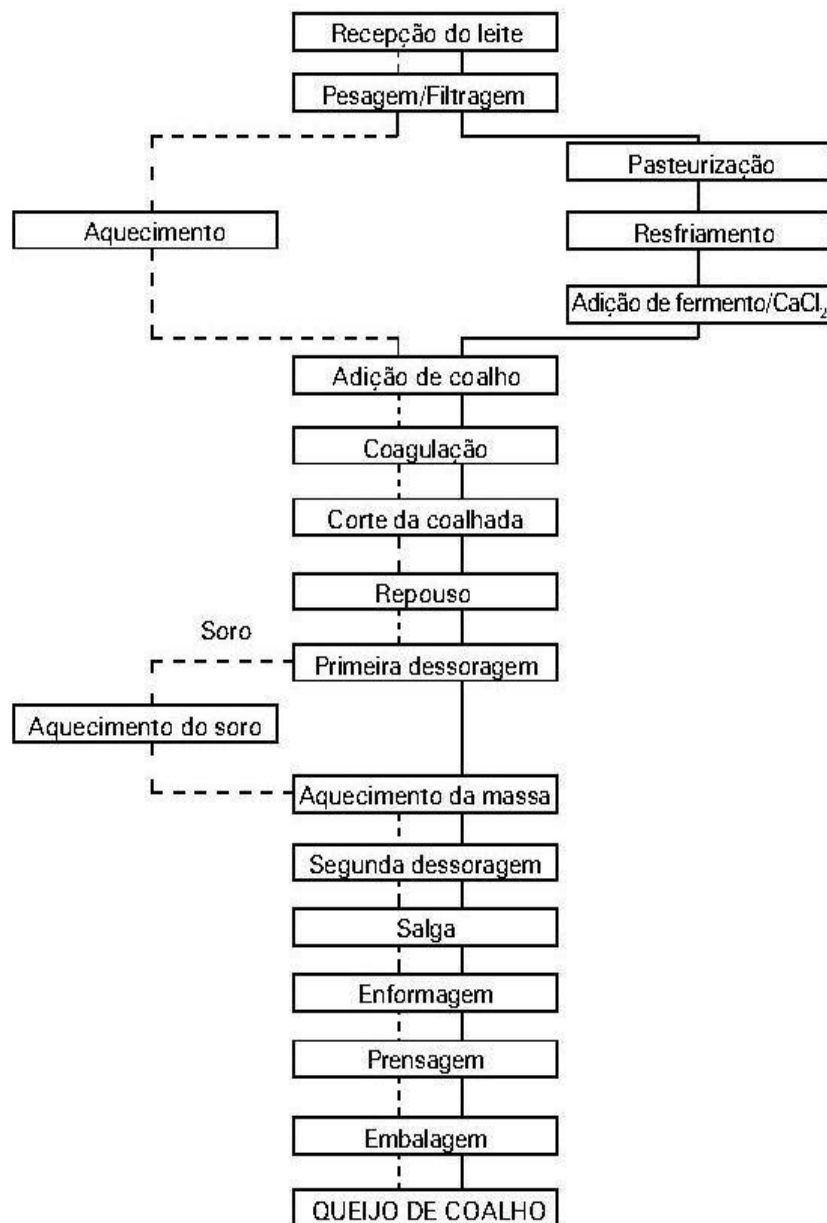 Recepção do leite
Pesagem/Filtragem
Pasteurização
Aquecimento
Resfriamento
Adição de fermento/CaCl₂
Adição de coalho
Coagulação
Corte da coalhada
Repouso
Soro
Primeira dessoragem
Aquecimento do soro
Aquecimento da massa
Segunda dessoragem
Salga
Enformagem
Prensagem
Embalagem
QUEIJO DE COALHO